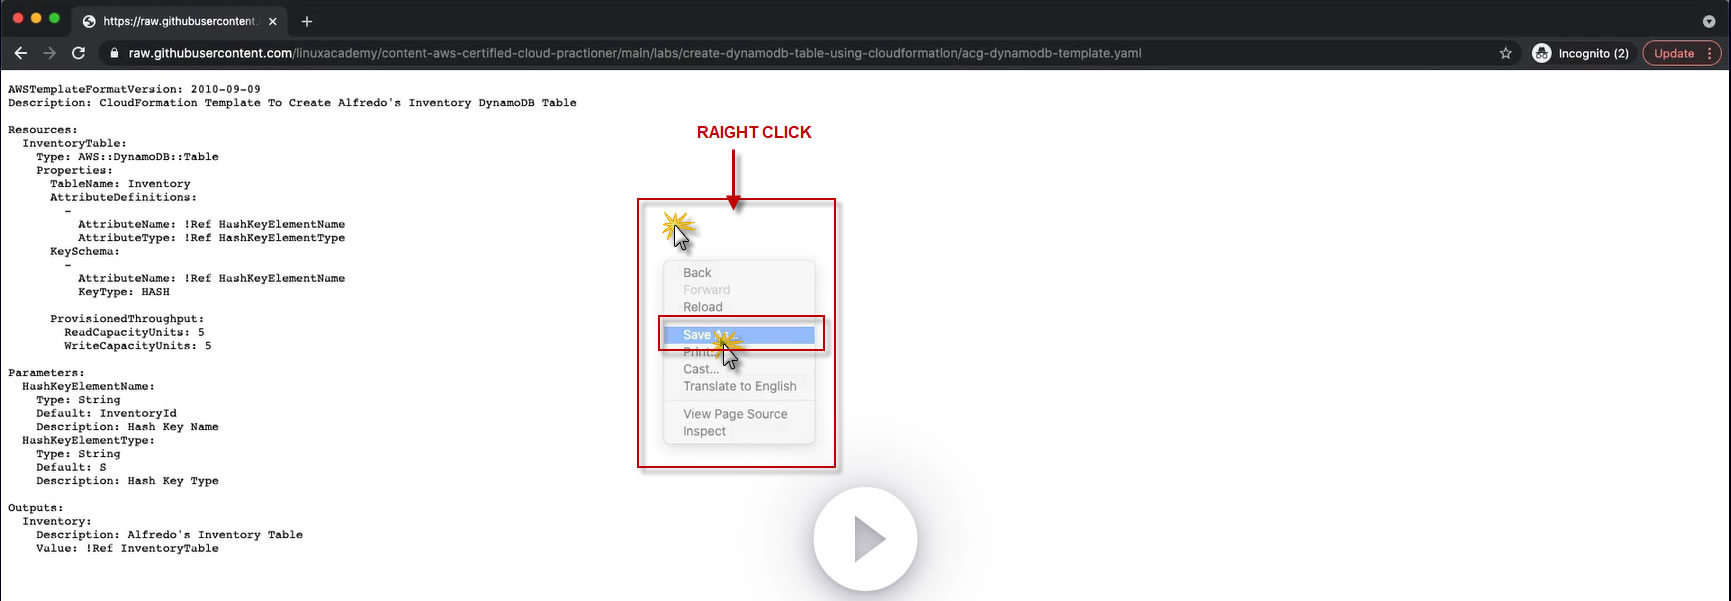 https://raw.githubusercontent.
raw.githubusercontent.com/linuxacademy/content-aws-certified-cloud-practioner/main/labs/create-dynamodb-table-using-cloudformation/acg-dynamodb-template.yaml
Incognito (2)
Update
AWSTemplateFormatVersion: 2010-09-09
Description: CloudFormation Template To Create Alfredo's Inventory DynamoDB Table
Resources:
InventoryTable:
Type: AWS::DynamoDB::Table
Properties:
TableName: Inventory
AttributeDefinitions:
-
AttributeName: !Ref HashKeyElementName
AttributeType: !Ref HashKeyElementType
KeySchema:
-
AttributeName: !Ref HashKeyElementName
KeyType: HASH
ProvisionedThroughput:
ReadCapacityUnits: 5
WriteCapacityUnits: 5
Parameters:
HashKeyElementName:
Type: String
Default: InventoryId
Description: Hash Key Name
HashKeyElementType:
Type: String
Default: S
Description: Hash Key Type
Outputs:
Inventory:
Description: Alfredo's Inventory Table
Value: !Ref InventoryTable
RAIGHT CLICK
Back
Forward
Reload
Save
Print...
Cast...
Translate to English
View Page Source
Inspect